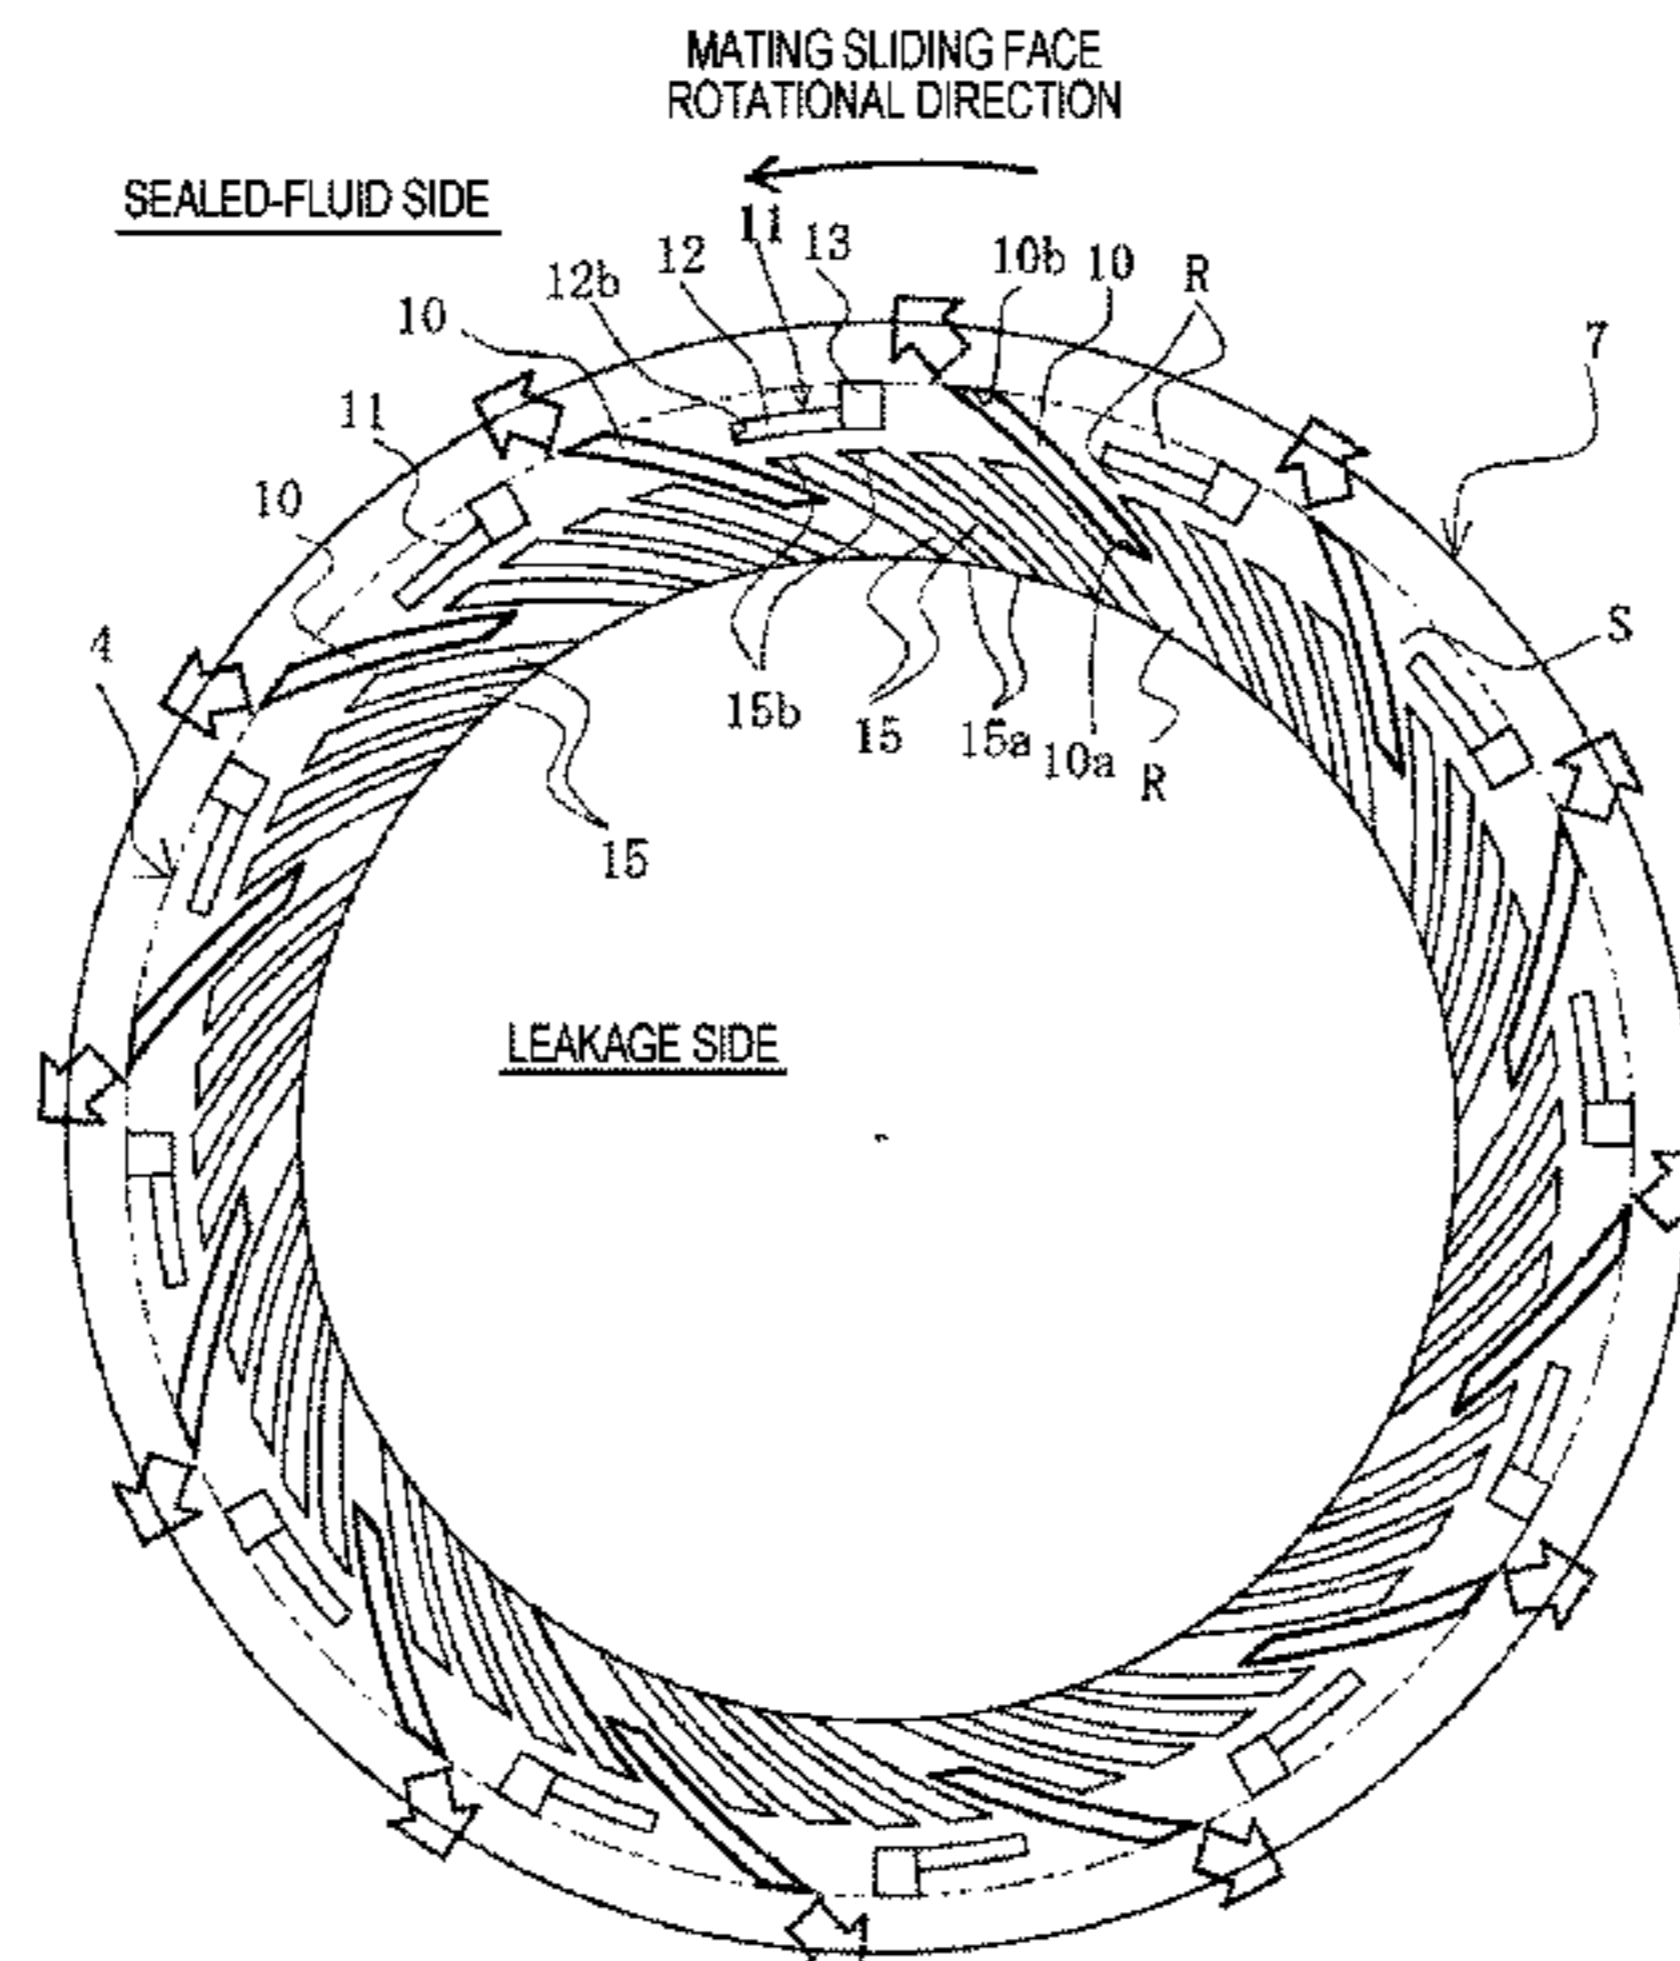 MATING SLIDING FACE
ROTATIONAL DIRECTION
SEALED-FLUID SIDE
11
13
12
12b
10
10b
10
R
7
11
10
4
S
15b
15
15a
10a
R
15
LEAKAGE SIDE